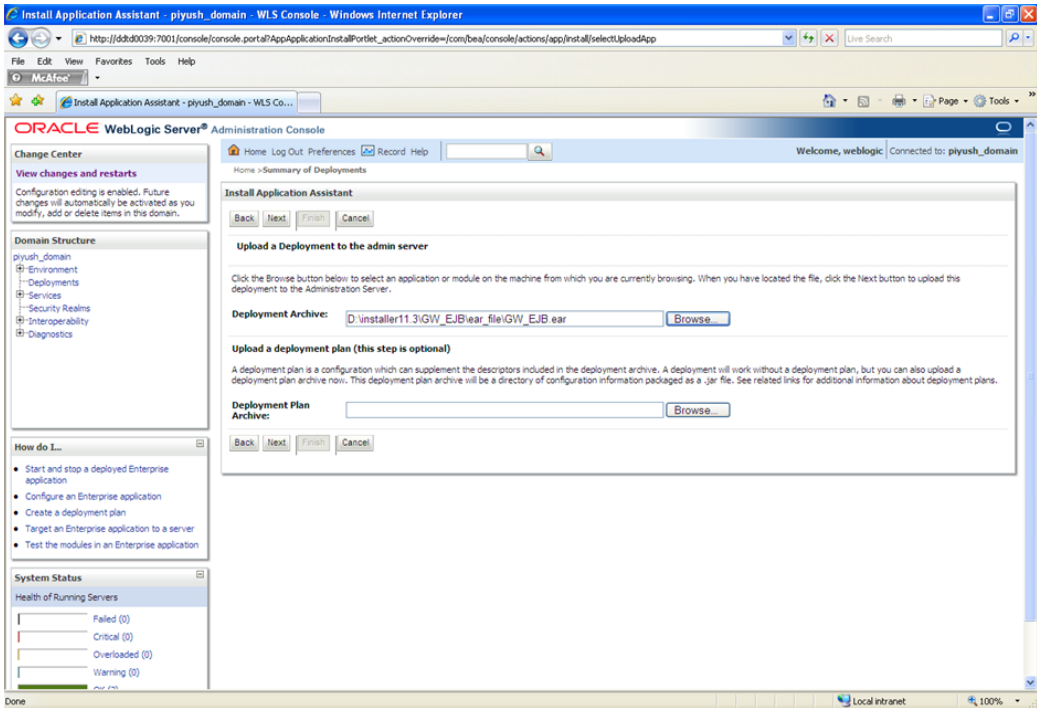 Install Application Assistant - piyush_domain - WLS Console - Windows Internet Explorer
http://ddtd0039:7001/console/console.portal?AppApplicationInstallPortlet_actionOverride=/com/bea/console/actions/app/install/selectUploadApp
Live Search
File Edit View Favorites Tools Help
McAfee
Install Application Assistant - piyush_domain - WLS Co...
Page Tools
ORACLE WebLogic Server® Administration Console
Change Center
View changes and restarts
Configuration editing is enabled. Future
changes will automatically be activated as you
modify, add or delete items in this domain.
Domain Structure
piyush_domain
Environment
Deployments
Services
Security Realms
Interoperability
Diagnostics
How do I...
Start and stop a deployed Enterprise
application
Configure an Enterprise application
Create a deployment plan
Target an Enterprise application to a server
Test the modules in an Enterprise application
System Status
Health of Running Servers
Failed (0)
Critical (0)
Overloaded (0)
Warning (0)
Home Log Out Preferences Record Help
Welcome, weblogic Connected to: piyush_domain
Home >Summary of Deployments
Install Application Assistant
Back Next Finish Cancel
Upload a Deployment to the admin server
Click the Browse button below to select an application or module on the machine from which you are currently browsing. When you have located the file, click the Next button to upload this
deployment to the Administration Server.
Deployment Archive: D:\installer11.3\GW_EJB\ear_file\GW_EJB.ear Browse...
Upload a deployment plan (this step is optional)
A deployment plan is a configuration which can supplement the descriptors included in the deployment archive. A deployment will work without a deployment plan, but you can also upload a
deployment plan archive now. This deployment plan archive will be a directory of configuration information packaged as a .jar file. See related links for additional information about deployment plans.
Deployment Plan
Archive: Browse...
Back Next Finish Cancel
Done
Local intranet
100%